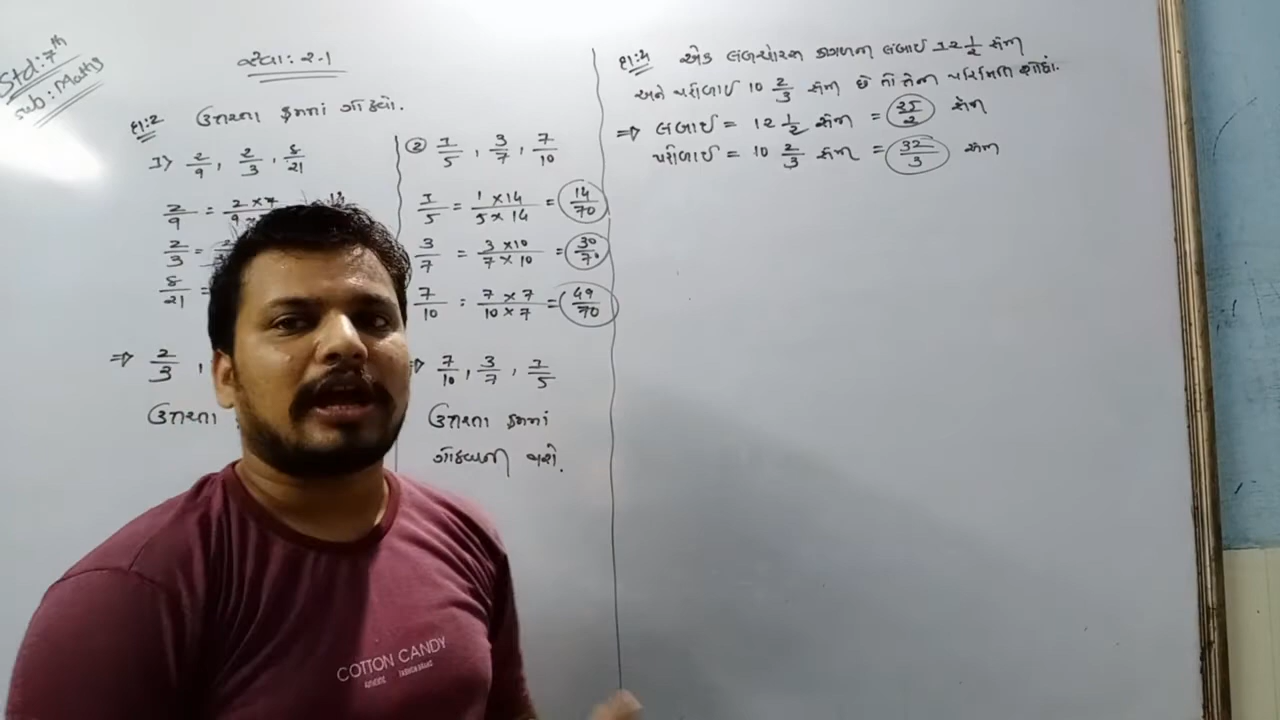 Std: 7th
Sub: Maths
સ્વા: 2.1
દા:2 ઉતરતા ક્રમમાં ગોઠવો.
1) 2/9, 2/3, 8/21
2/9 = 2 × 7
2/3 =
8/21 =
⇒ 2/3 ,
ઉતરતા
② 1/5, 3/7, 7/10
1/5 = 1 × 14 / 5 × 14 = 14/70
3/7 = 3 × 10 / 7 × 10 = 30/70
7/10 = 7 × 7 / 10 × 7 = 49/70
⇒ 7/10, 3/7, 1/5
ઉતરતા ક્રમમાં
ગોઠવણી થશે.
દા:4 એક લંબચોરસ કાગળની લંબાઈ 12 1/2 સેમી
અને પહોળાઈ 10 2/3 સેમી છે તો તેની પરિમિતિ શોધો.
⇒ લંબાઈ = 12 1/2 સેમી = 25/2 સેમી
પહોળાઈ = 10 2/3 સેમી = 32/3 સેમી
COTTON CANDY